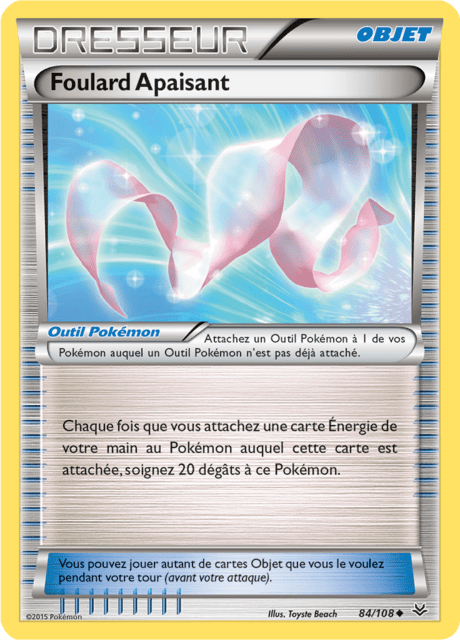 DRESSEUR
OBJET
Foulard Apaisant
Outil Pokémon
Attachez un Outil Pokémon à 1 de vos
Pokémon auquel un Outil Pokémon n'est pas déjà attaché.
Chaque fois que vous attachez une carte Énergie de
votre main au Pokémon auquel cette carte est
attachée, soignez 20 dégâts à ce Pokémon.
Vous pouvez jouer autant de cartes Objet que vous le voulez
pendant votre tour (avant votre attaque).
©2015 Pokémon
Illus. Toyste Beach
84/108